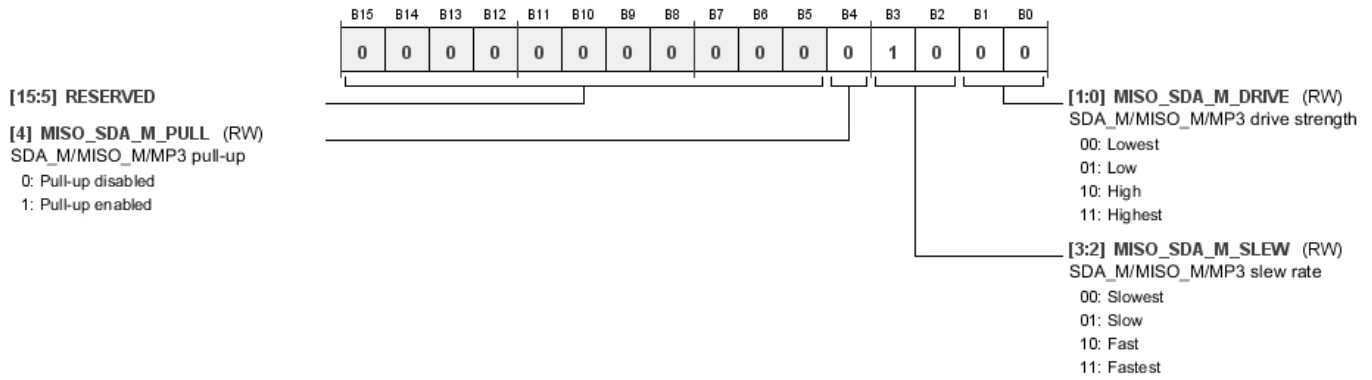 B15 B14 B13 B12 B11 B10 B9 B8 B7 B6 B5 B4 B3 B2 B1 B0
0 0 0 0 0 0 0 0 0 0 0 0 1 0 0 0
[15:5] RESERVED
[4] MISO_SDA_M_PULL (RW)
SDA_M/MISO_M/MP3 pull-up
0: Pull-up disabled
1: Pull-up enabled
[1:0] MISO_SDA_M_DRIVE (RW)
SDA_M/MISO_M/MP3 drive strength
00: Lowest
01: Low
10: High
11: Highest
[3:2] MISO_SDA_M_SLEW (RW)
SDA_M/MISO_M/MP3 slew rate
00: Slowest
01: Slow
10: Fast
11: Fastest